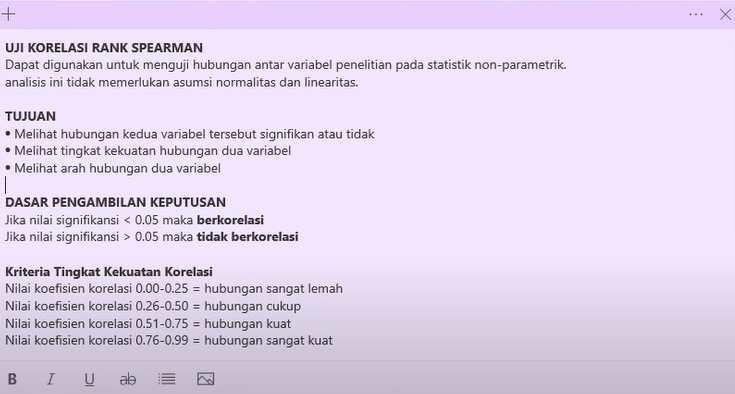 UJI KORELASI RANK SPEARMAN
Dapat digunakan untuk menguji hubungan antar variabel penelitian pada statistik non-parametrik.
analisis ini tidak memerlukan asumsi normalitas dan linearitas.
TUJUAN
• Melihat hubungan kedua variabel tersebut signifikan atau tidak
• Melihat tingkat kekuatan hubungan dua variabel
• Melihat arah hubungan dua variabel
DASAR PENGAMBILAN KEPUTUSAN
Jika nilai signifikansi < 0.05 maka berkorelasi
Jika nilai signifikansi > 0.05 maka tidak berkorelasi
Kriteria Tingkat Kekuatan Korelasi
Nilai koefisien korelasi 0.00-0.25 = hubungan sangat lemah
Nilai koefisien korelasi 0.26-0.50 = hubungan cukup
Nilai koefisien korelasi 0.51-0.75 = hubungan kuat
Nilai koefisien korelasi 0.76-0.99 = hubungan sangat kuat
B I U ab